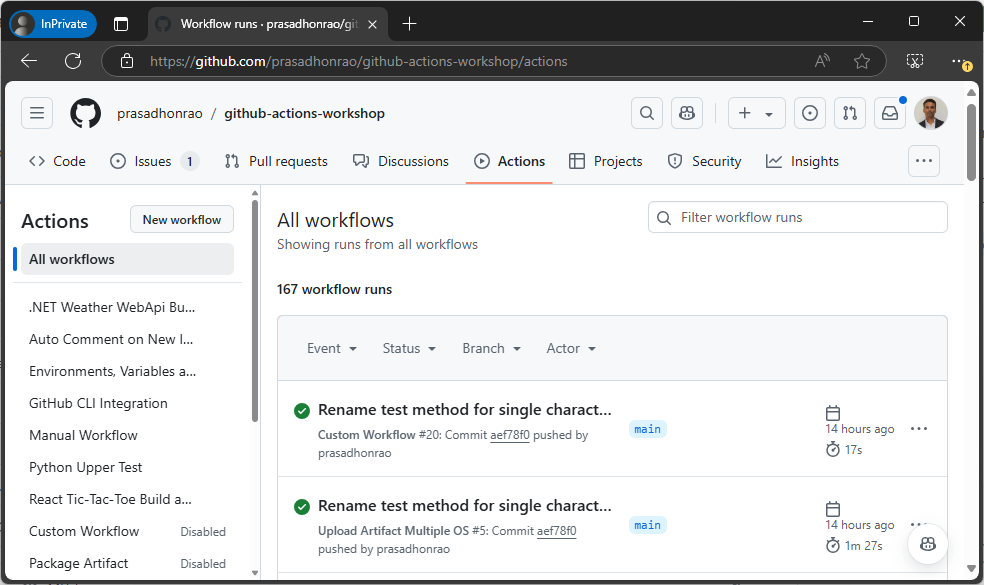 InPrivate
Workflow runs · prasadhonrao/git
https://github.com/prasadhonrao/github-actions-workshop/actions
prasadhonrao / github-actions-workshop
Code
Issues 1
Pull requests
Discussions
Actions
Projects
Security
Insights
Actions
New workflow
All workflows
.NET Weather WebApi Bu...
Auto Comment on New I...
Environments, Variables a...
GitHub CLI Integration
Manual Workflow
Python Upper Test
React Tic-Tac-Toe Build a...
Custom Workflow Disabled
Package Artifact Disabled
All workflows
Showing runs from all workflows
Filter workflow runs
167 workflow runs
Event
Status
Branch
Actor
Rename test method for single charact...
Custom Workflow #20: Commit aef78f0 pushed by
prasadhonrao
main
14 hours ago
17s
Rename test method for single charact...
Upload Artifact Multiple OS #5: Commit aef78f0
pushed by prasadhonrao
main
14 hours ago
1m 27s